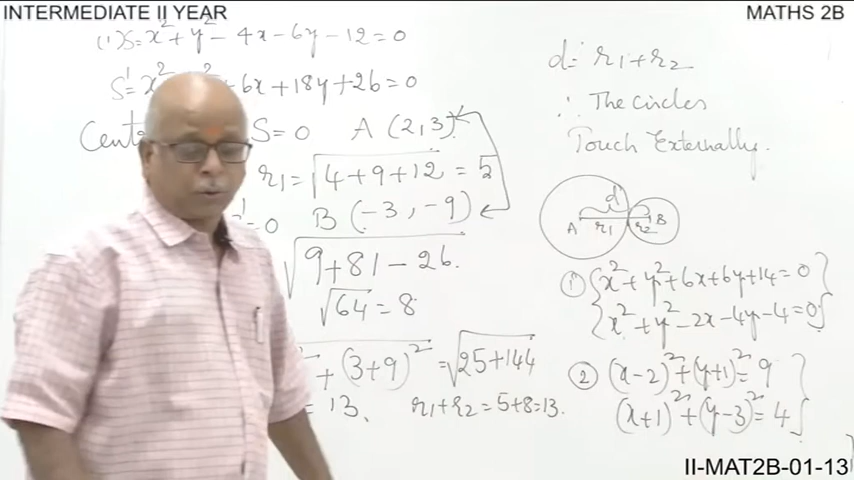 INTERMEDIATE II YEAR
MATHS 2B
(1) S = x² + y² - 4x - 6y - 12 = 0
S' = x² + 6x + 18y + 26 = 0
S = 0 A (2, 3)
r₁ = √4 + 9 + 12 = 5
= 0 B (-3, -9)
√9 + 81 - 26
√64 = 8
+ (3+9)² = √25 + 144
= 13. r₁ + r₂ = 5 + 8 = 13.
d = r₁ + r₂
∴ The circles
Touch Externally.
d
A r₁ r₂ B
① { x² + y² + 6x + 6y + 14 = 0 }
{ x² + y² - 2x - 4y - 4 = 0 }
② (x-2)² + (y+1)² = 9 }
(x+1)² + (y-3)² = 4 }
II-MAT2B-01-13